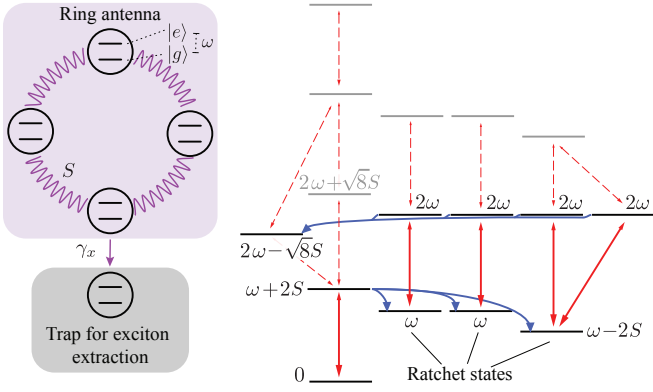 Ring antenna
|e⟩
|g⟩
ω
S
γₓ
Trap for exciton
extraction
2ω+√8S
2ω
2ω
2ω
2ω
2ω−√8S
ω+2S
ω
ω
ω−2S
Ratchet states
0